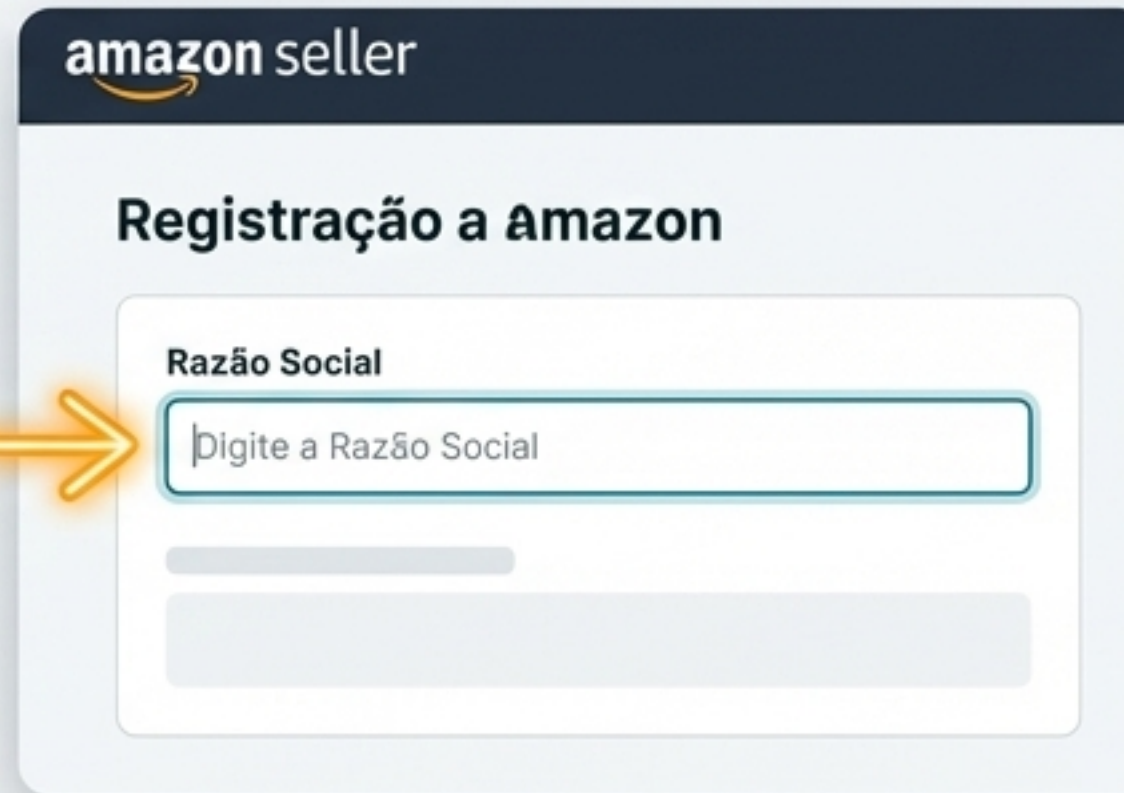 amazon seller
Registração a Amazon
Razão Social
Digite a Razão Social